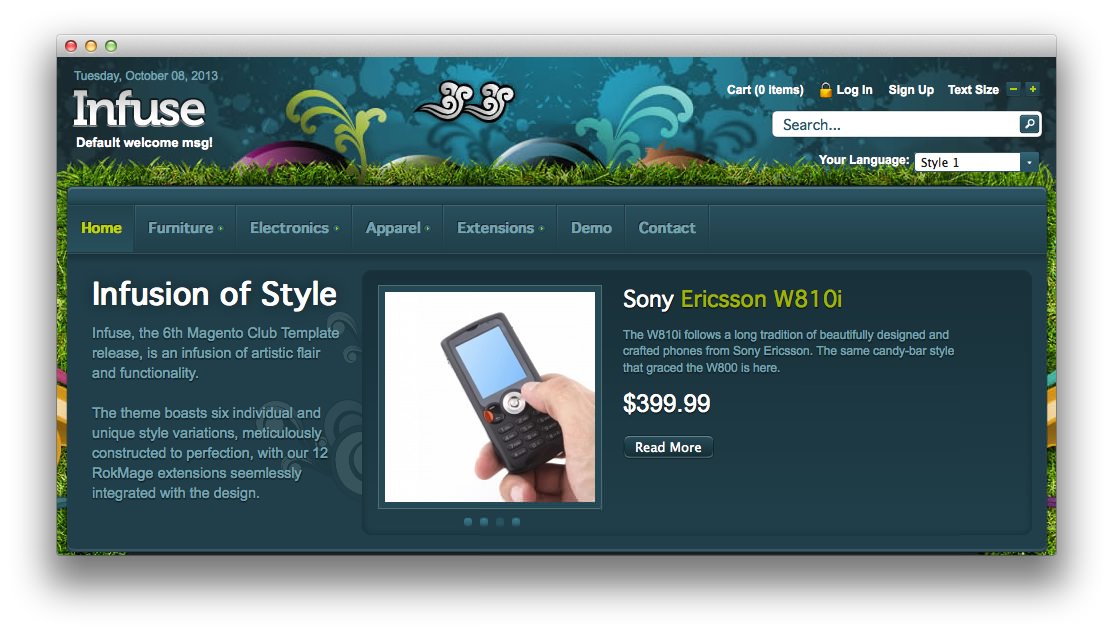 Tuesday, October 08, 2013
Infuse
Default welcome msg!
Cart (0 Items)
Log In
Sign Up
Text Size
Search...
Your Language:
Style 1
Home
Furniture
Electronics
Apparel
Extensions
Demo
Contact
Infusion of Style
Infuse, the 6th Magento Club Template
release, is an infusion of artistic flair
and functionality.
The theme boasts six individual and
unique style variations, meticulously
constructed to perfection, with our 12
RokMage extensions seemlessly
integrated with the design.
Sony Ericsson W810i
The W810i follows a long tradition of beautifully designed and
crafted phones from Sony Ericsson. The same candy-bar style
that graced the W800 is here.
$399.99
Read More